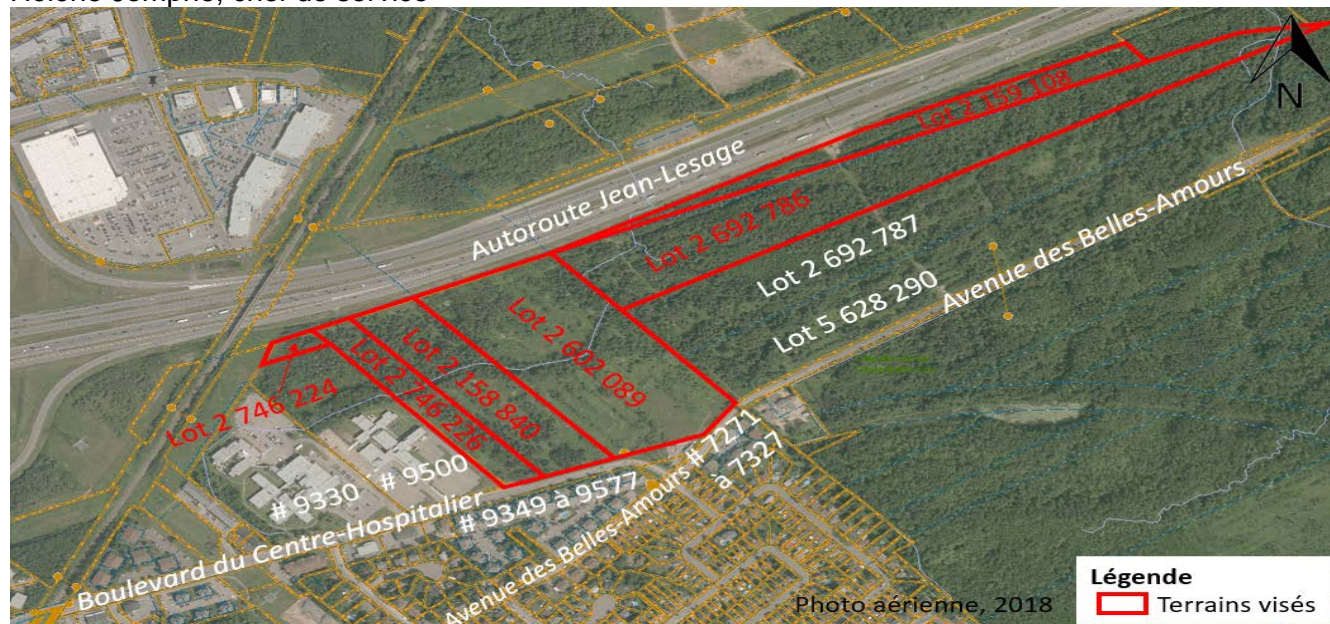 Autoroute Jean-Lesage
N
Lot 2 159 108
Lot 2 692 786
Lot 2 692 787
Lot 5 628 290
Avenue des Belles-Amours
Lot 2 602 089
Lot 2 158 840
Lot 2 746 226
Lot 2 746 224
# 9330
# 9500
# 9349 à 9577
# 7271
à 7327
Boulevard du Centre-Hospitalier
Avenue des Belles-Amours
Photo aérienne, 2018
Légende
Terrains visés